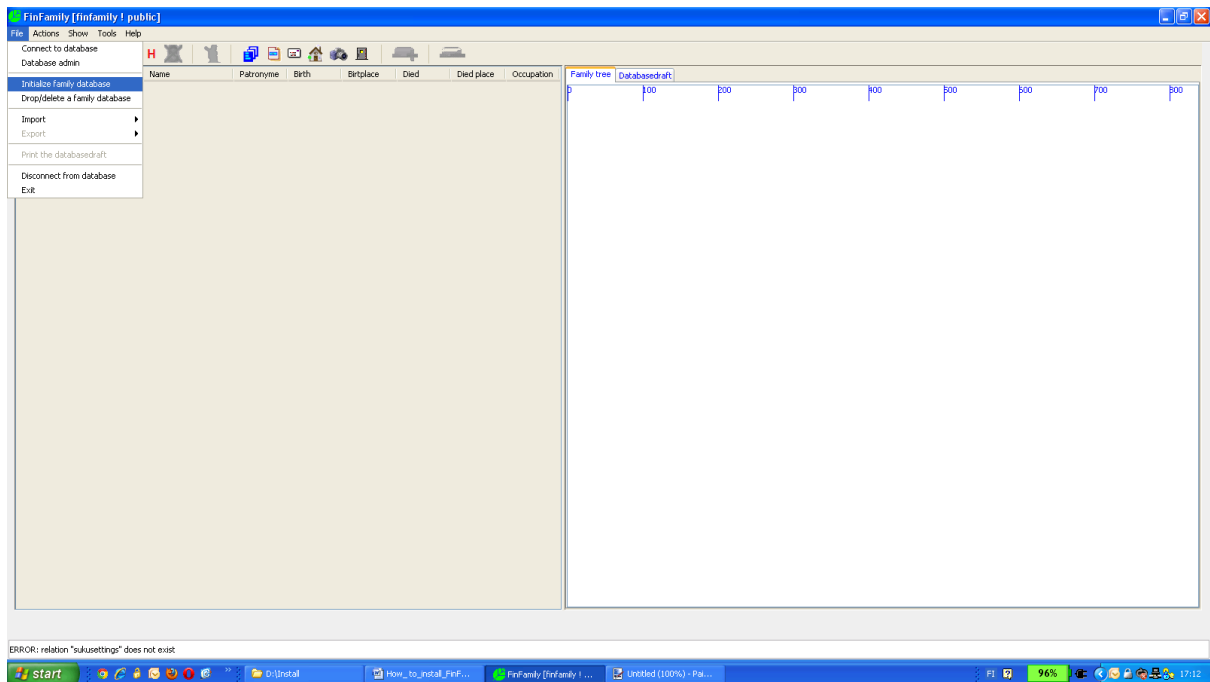 FinFamily [finfamily ! public]
File Actions Show Tools Help
Connect to database
Database admin
Initialize family database
Drop/delete a family database
Import
Export
Print the databasedraft
Disconnect from database
Exit
H
Name Patronyme Birth Birtplace Died Died place Occupation
Family tree Databasedraft
0 100 200 300 400 500 600 700 800
ERROR: relation "sukusettings" does not exist
start » D:\Install How_ to_install_FinF... FinFamily [finfamily ! ... Untitled (100%) - Pai... FI ? 96% 17:12